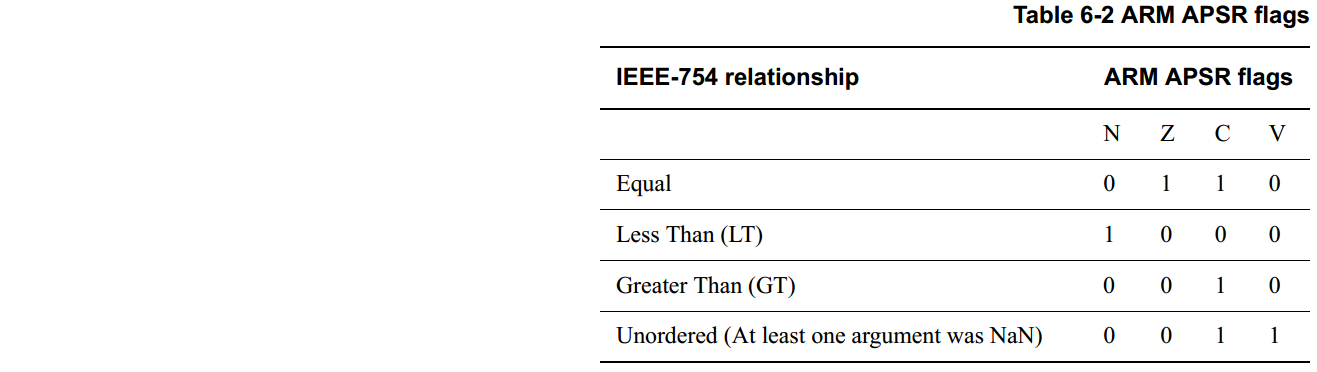 Table 6-2 ARM APSR flags
IEEE-754 relationship ARM APSR flags
N Z C V
Equal 0 1 1 0
Less Than (LT) 1 0 0 0
Greater Than (GT) 0 0 1 0
Unordered (At least one argument was NaN) 0 0 1 1